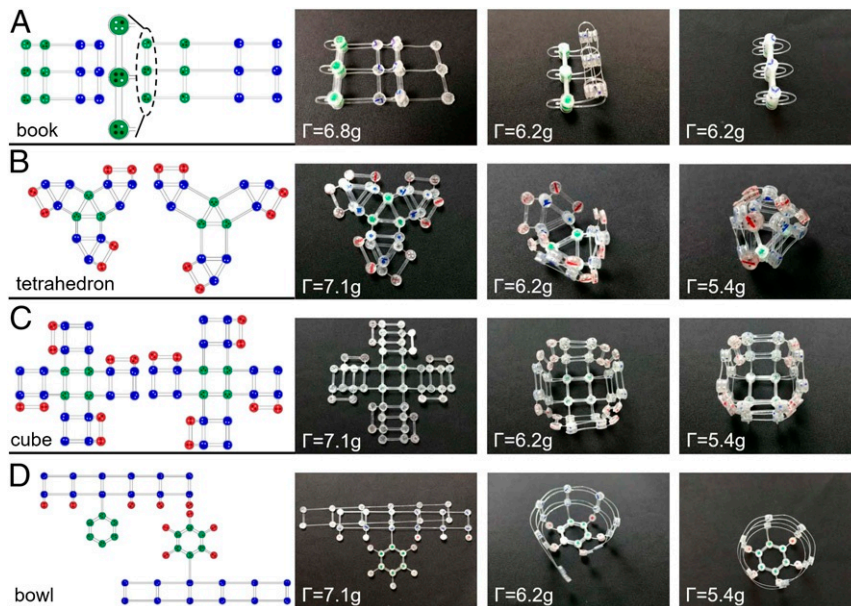 A
book
Γ=6.8g
Γ=6.2g
Γ=6.2g
B
tetrahedron
Γ=7.1g
Γ=6.2g
Γ=5.4g
C
cube
Γ=7.1g
Γ=6.2g
Γ=5.4g
D
bowl
Γ=7.1g
Γ=6.2g
Γ=5.4g